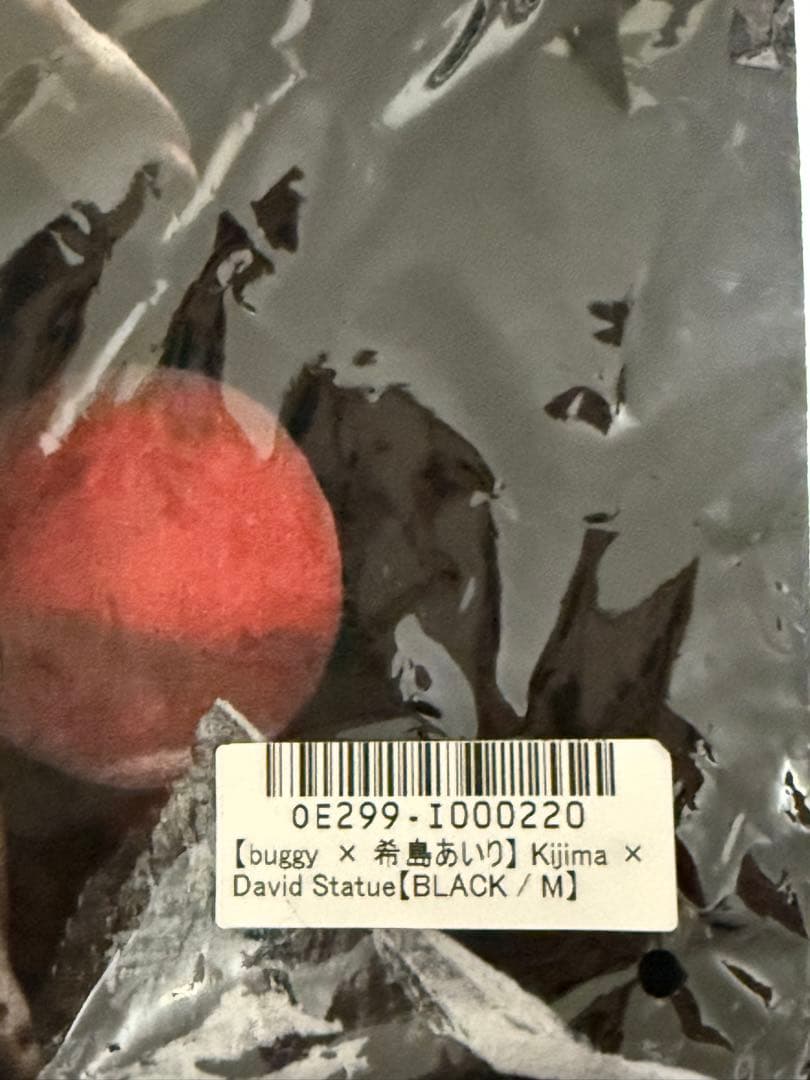 0E299-I000220
【buggy × 希島あいり】 Kijima ×
David Statue【BLACK / M】